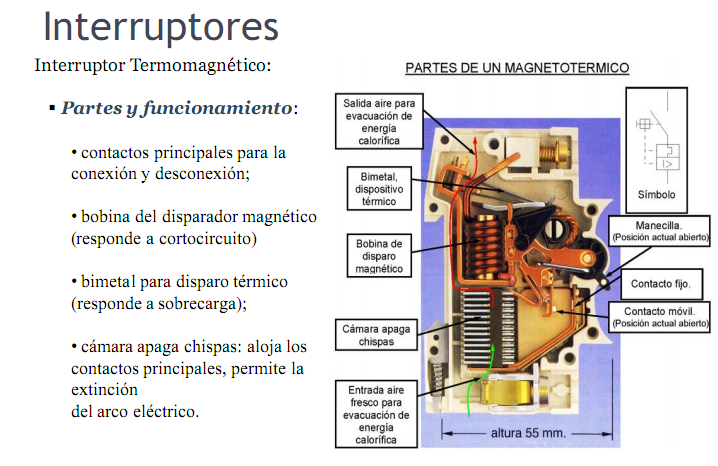 Interruptores
Interruptor Termomagnético:
▪ Partes y funcionamiento:
• contactos principales para la
conexión y desconexión;
• bobina del disparador magnético
(responde a cortocircuito)
• bimetal para disparo térmico
(responde a sobrecarga);
• cámara apaga chispas: aloja los
contactos principales, permite la
extinción
del arco eléctrico.
PARTES DE UN MAGNETOTERMICO
Salida aire para
evacuación de
energía
calorífica
Bimetal,
dispositivo
térmico
Bobina de
disparo
magnético
Cámara apaga
chispas
Entrada aire
fresco para
evacuación de
energía
calorífica
Símbolo
Manecilla.
(Posición actual abierto)
Contacto fijo.
Contacto móvil.
(Posición actual abierto)
altura 55 mm.